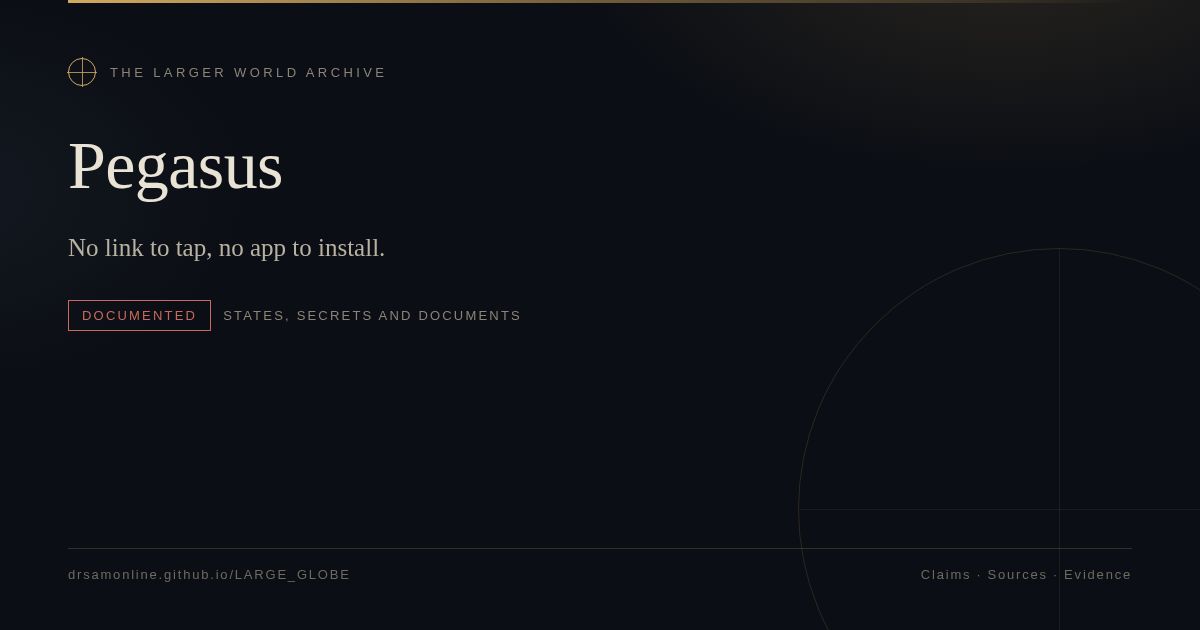 THE LARGER WORLD ARCHIVE
Pegasus
No link to tap, no app to install.
DOCUMENTED STATES, SECRETS AND DOCUMENTS
drsamonline.github.io/LARGE_GLOBE Claims · Sources · Evidence